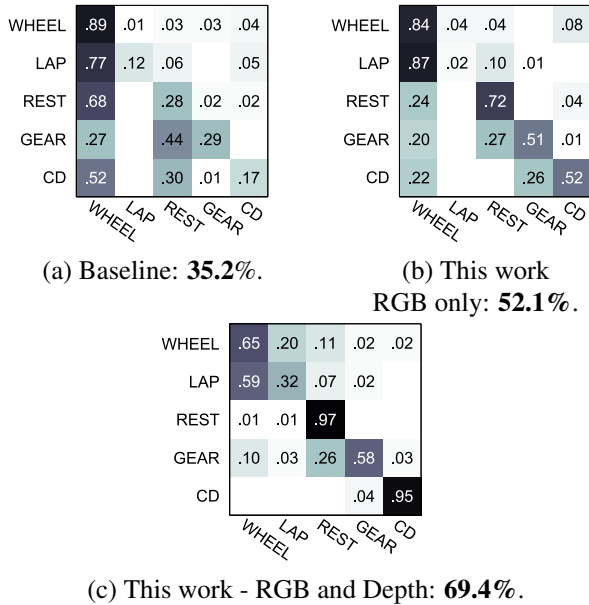 WHEEL .89 .01 .03 .03 .04
LAP .77 .12 .06 .05
REST .68 .28 .02 .02
GEAR .27 .44 .29
CD .52 .30 .01 .17
WHEEL LAP REST GEAR CD
(a) Baseline: 35.2%.
WHEEL .84 .04 .04 .08
LAP .87 .02 .10 .01
REST .24 .72 .04
GEAR .20 .27 .51 .01
CD .22 .26 .52
WHEEL LAP REST GEAR CD
(b) This work
RGB only: 52.1%.
WHEEL .65 .20 .11 .02 .02
LAP .59 .32 .07 .02
REST .01 .01 .97
GEAR .10 .03 .26 .58 .03
CD .04 .95
WHEEL LAP REST GEAR CD
(c) This work - RGB and Depth: 69.4%.